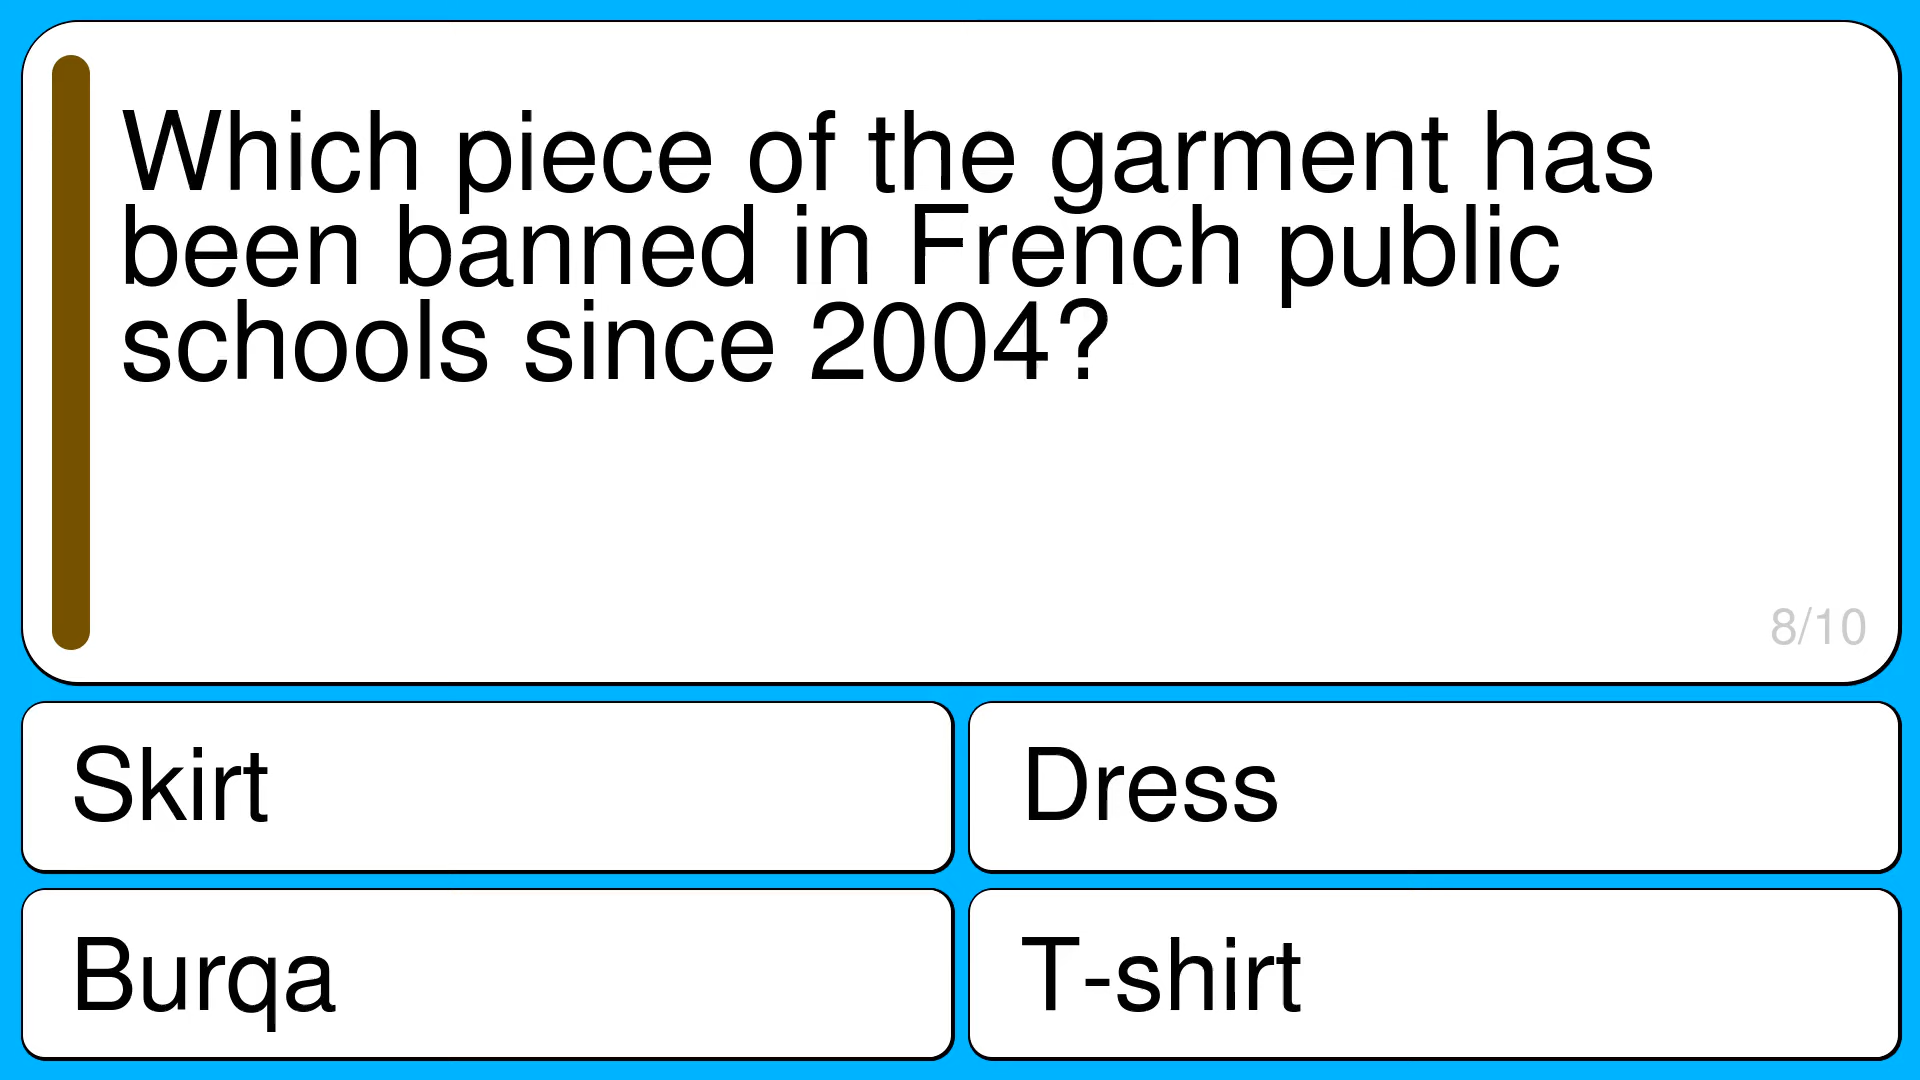 Which piece of the garment has
been banned in French public
schools since 2004?
8/10
Skirt
Dress
Burqa
T-shirt